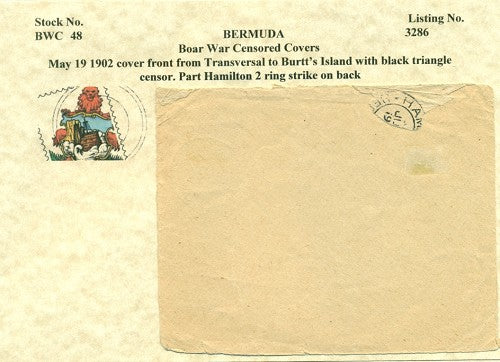 Stock No.
BWC 48
BERMUDA
Listing No.
3286
Boar War Censored Covers
May 19 1902 cover front from Transversal to Burtt's Island with black triangle
censor. Part Hamilton 2 ring strike on back
HAM